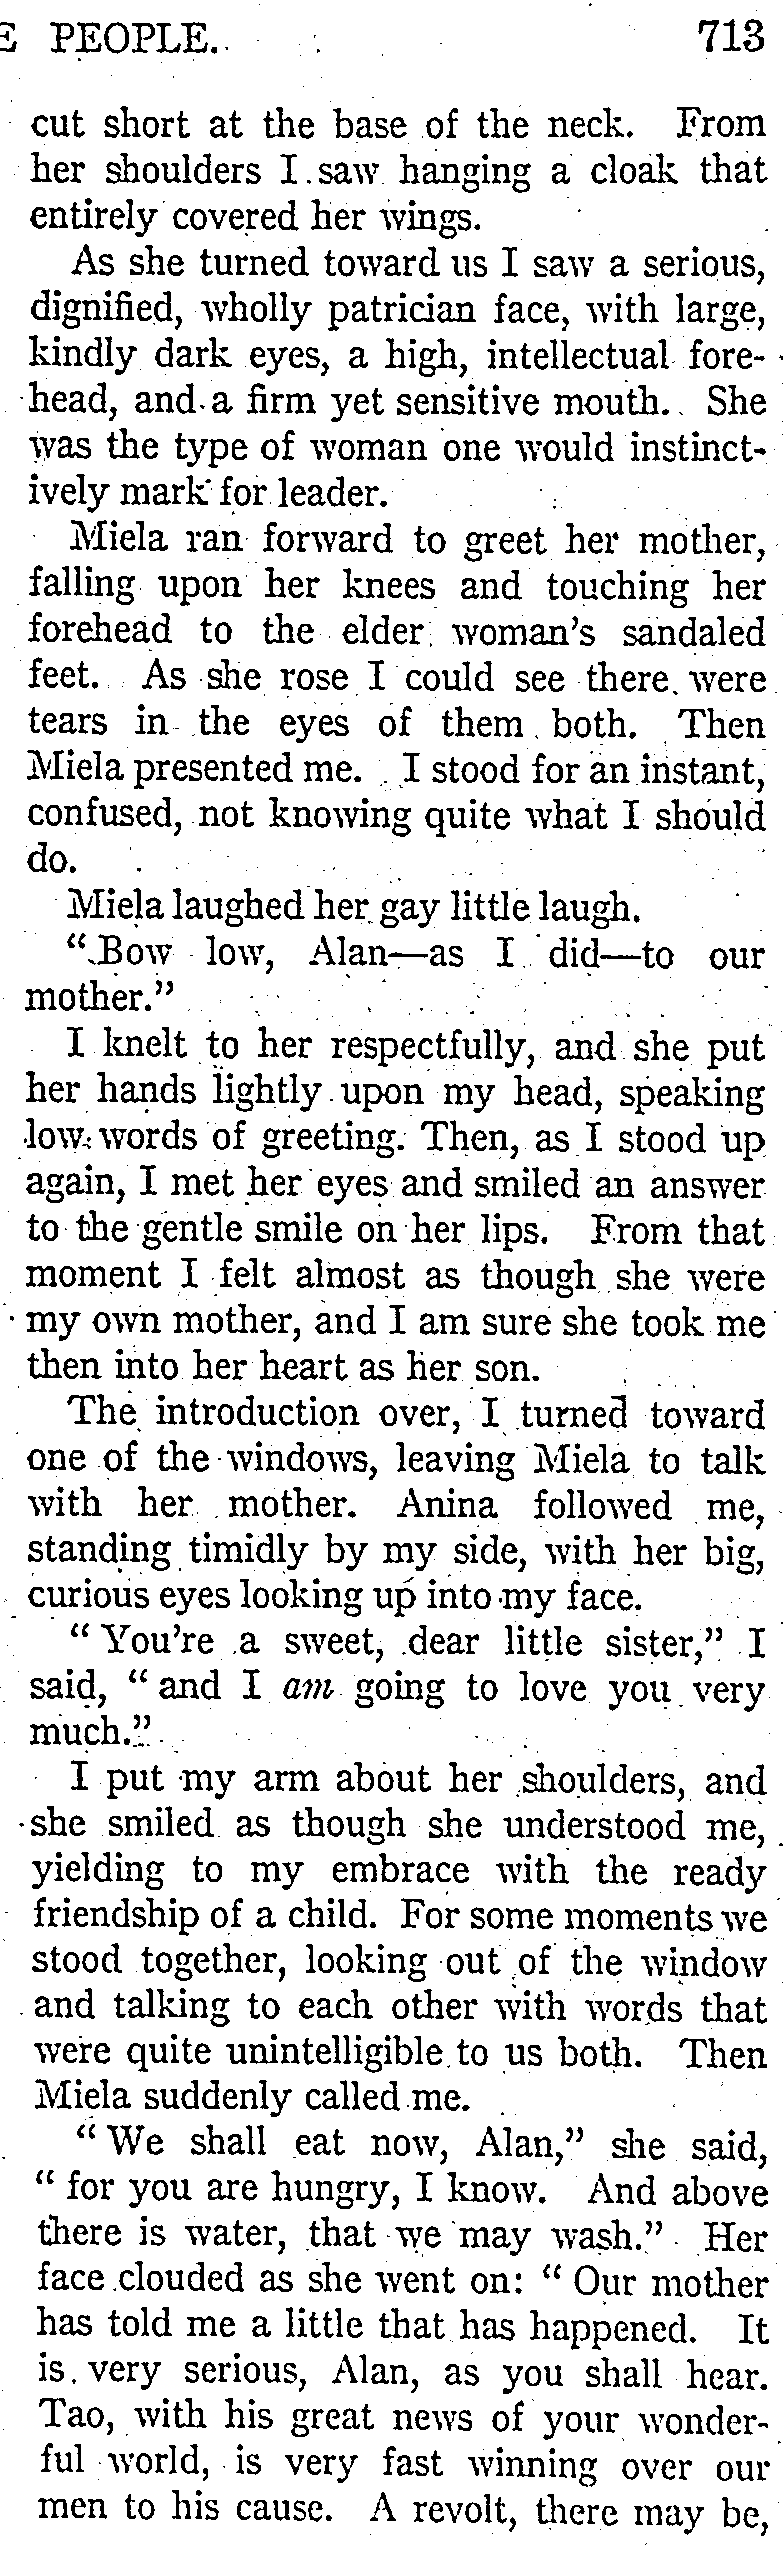 PEOPLE. 713
cut short at the base of the neck. From
her shoulders I saw hanging a cloak that
entirely covered her wings.
As she turned toward us I saw a serious,
dignified, wholly patrician face, with large,
kindly dark eyes, a high, intellectual fore-
head, and a firm yet sensitive mouth. She
was the type of woman one would instinct-
ively mark for leader.
Miela ran forward to greet her mother,
falling upon her knees and touching her
forehead to the elder woman's sandaled
feet. As she rose I could see there were
tears in the eyes of them both. Then
Miela presented me. I stood for an instant,
confused, not knowing quite what I should
do.
Miela laughed her gay little laugh.
"Bow low, Alan—as I did—to our
mother."
I knelt to her respectfully, and she put
her hands lightly upon my head, speaking
low words of greeting. Then, as I stood up
again, I met her eyes and smiled an answer
to the gentle smile on her lips. From that
moment I felt almost as though she were
my own mother, and I am sure she took me
then into her heart as her son.
The introduction over, I turned toward
one of the windows, leaving Miela to talk
with her mother. Anina followed me,
standing timidly by my side, with her big,
curious eyes looking up into my face.
"You're a sweet, dear little sister," I
said, "and I am going to love you very
much."
I put my arm about her shoulders, and
she smiled as though she understood me,
yielding to my embrace with the ready
friendship of a child. For some moments we
stood together, looking out of the window
and talking to each other with words that
were quite unintelligible to us both. Then
Miela suddenly called me.
"We shall eat now, Alan," she said,
"for you are hungry, I know. And above
there is water, that we may wash." Her
face clouded as she went on: "Our mother
has told me a little that has happened. It
is very serious, Alan, as you shall hear.
Tao, with his great news of your wonder-
ful world, is very fast winning over our
men to his cause. A revolt, there may be,